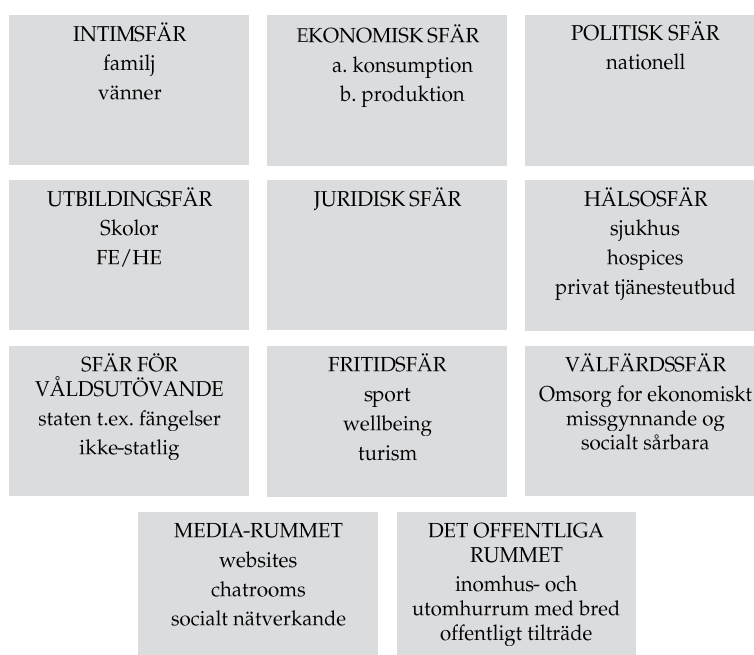 INTIMSFÄR
familj
vänner
EKONOMISK SFÄR
a. konsumption
b. produktion
POLITISK SFÄR
nationell
UTBILDINGSFÄR
Skolor
FE/HE
JURIDISK SFÄR
HÄLSOSFÄR
sjukhus
hospices
privat tjänesteutbud
SFÄR FÖR
VÅLDSUTÖVANDE
staten t.ex. fängelser
ikke-statlig
FRITIDSFÄR
sport
wellbeing
turism
VÄLFÄRDSSFÄR
Omsorg for ekonomiskt
missgynnande og
socialt sårbara
MEDIA-RUMMET
websites
chatrooms
socialt nätverkande
DET OFFENTLIGA
RUMMET
inomhus- och
utomhurrum med bred
offentligt tilträde